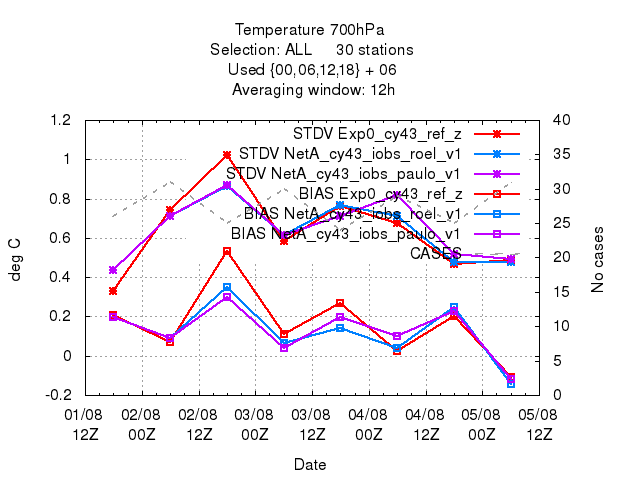 Temperature 700hPa
Selection: ALL 30 stations
Used {00,06,12,18} + 06
Averaging window: 12h
1.2
1
0.8
0.6
0.4
0.2
0
-0.2
deg C
40
35
30
25
20
15
10
5
0
No cases
STDV Exp0_cy43_ref_z
STDV NetA_cy43_iobs_roel_v1
STDV NetA_cy43_iobs_paulo_v1
BIAS Exp0_cy43_ref_z
BIAS NetA_cy43_iobs_roel_v1
BIAS NetA_cy43_iobs_paulo_v1
CASES
01/08 02/08 02/08 03/08 03/08 04/08 04/08 05/08 05/08
12Z 00Z 12Z 00Z 12Z 00Z 12Z 00Z 12Z
Date